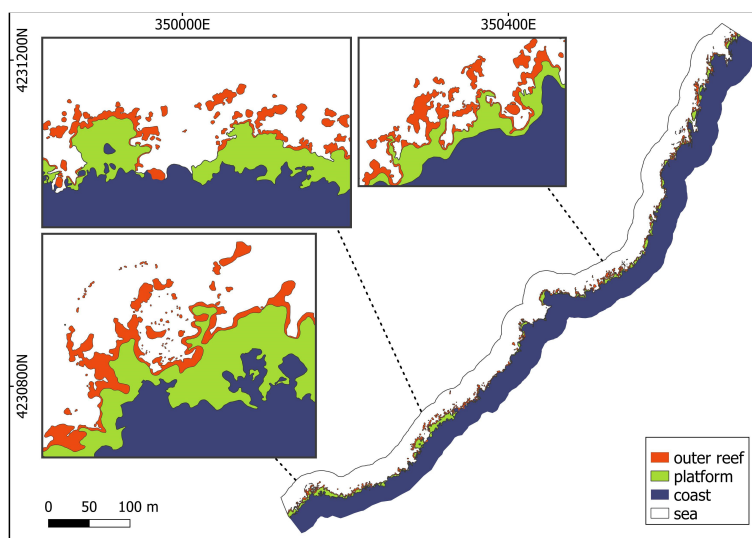 350000E 350400E
4231200N
4230800N
outer reef
platform
coast
sea
0 50 100 m